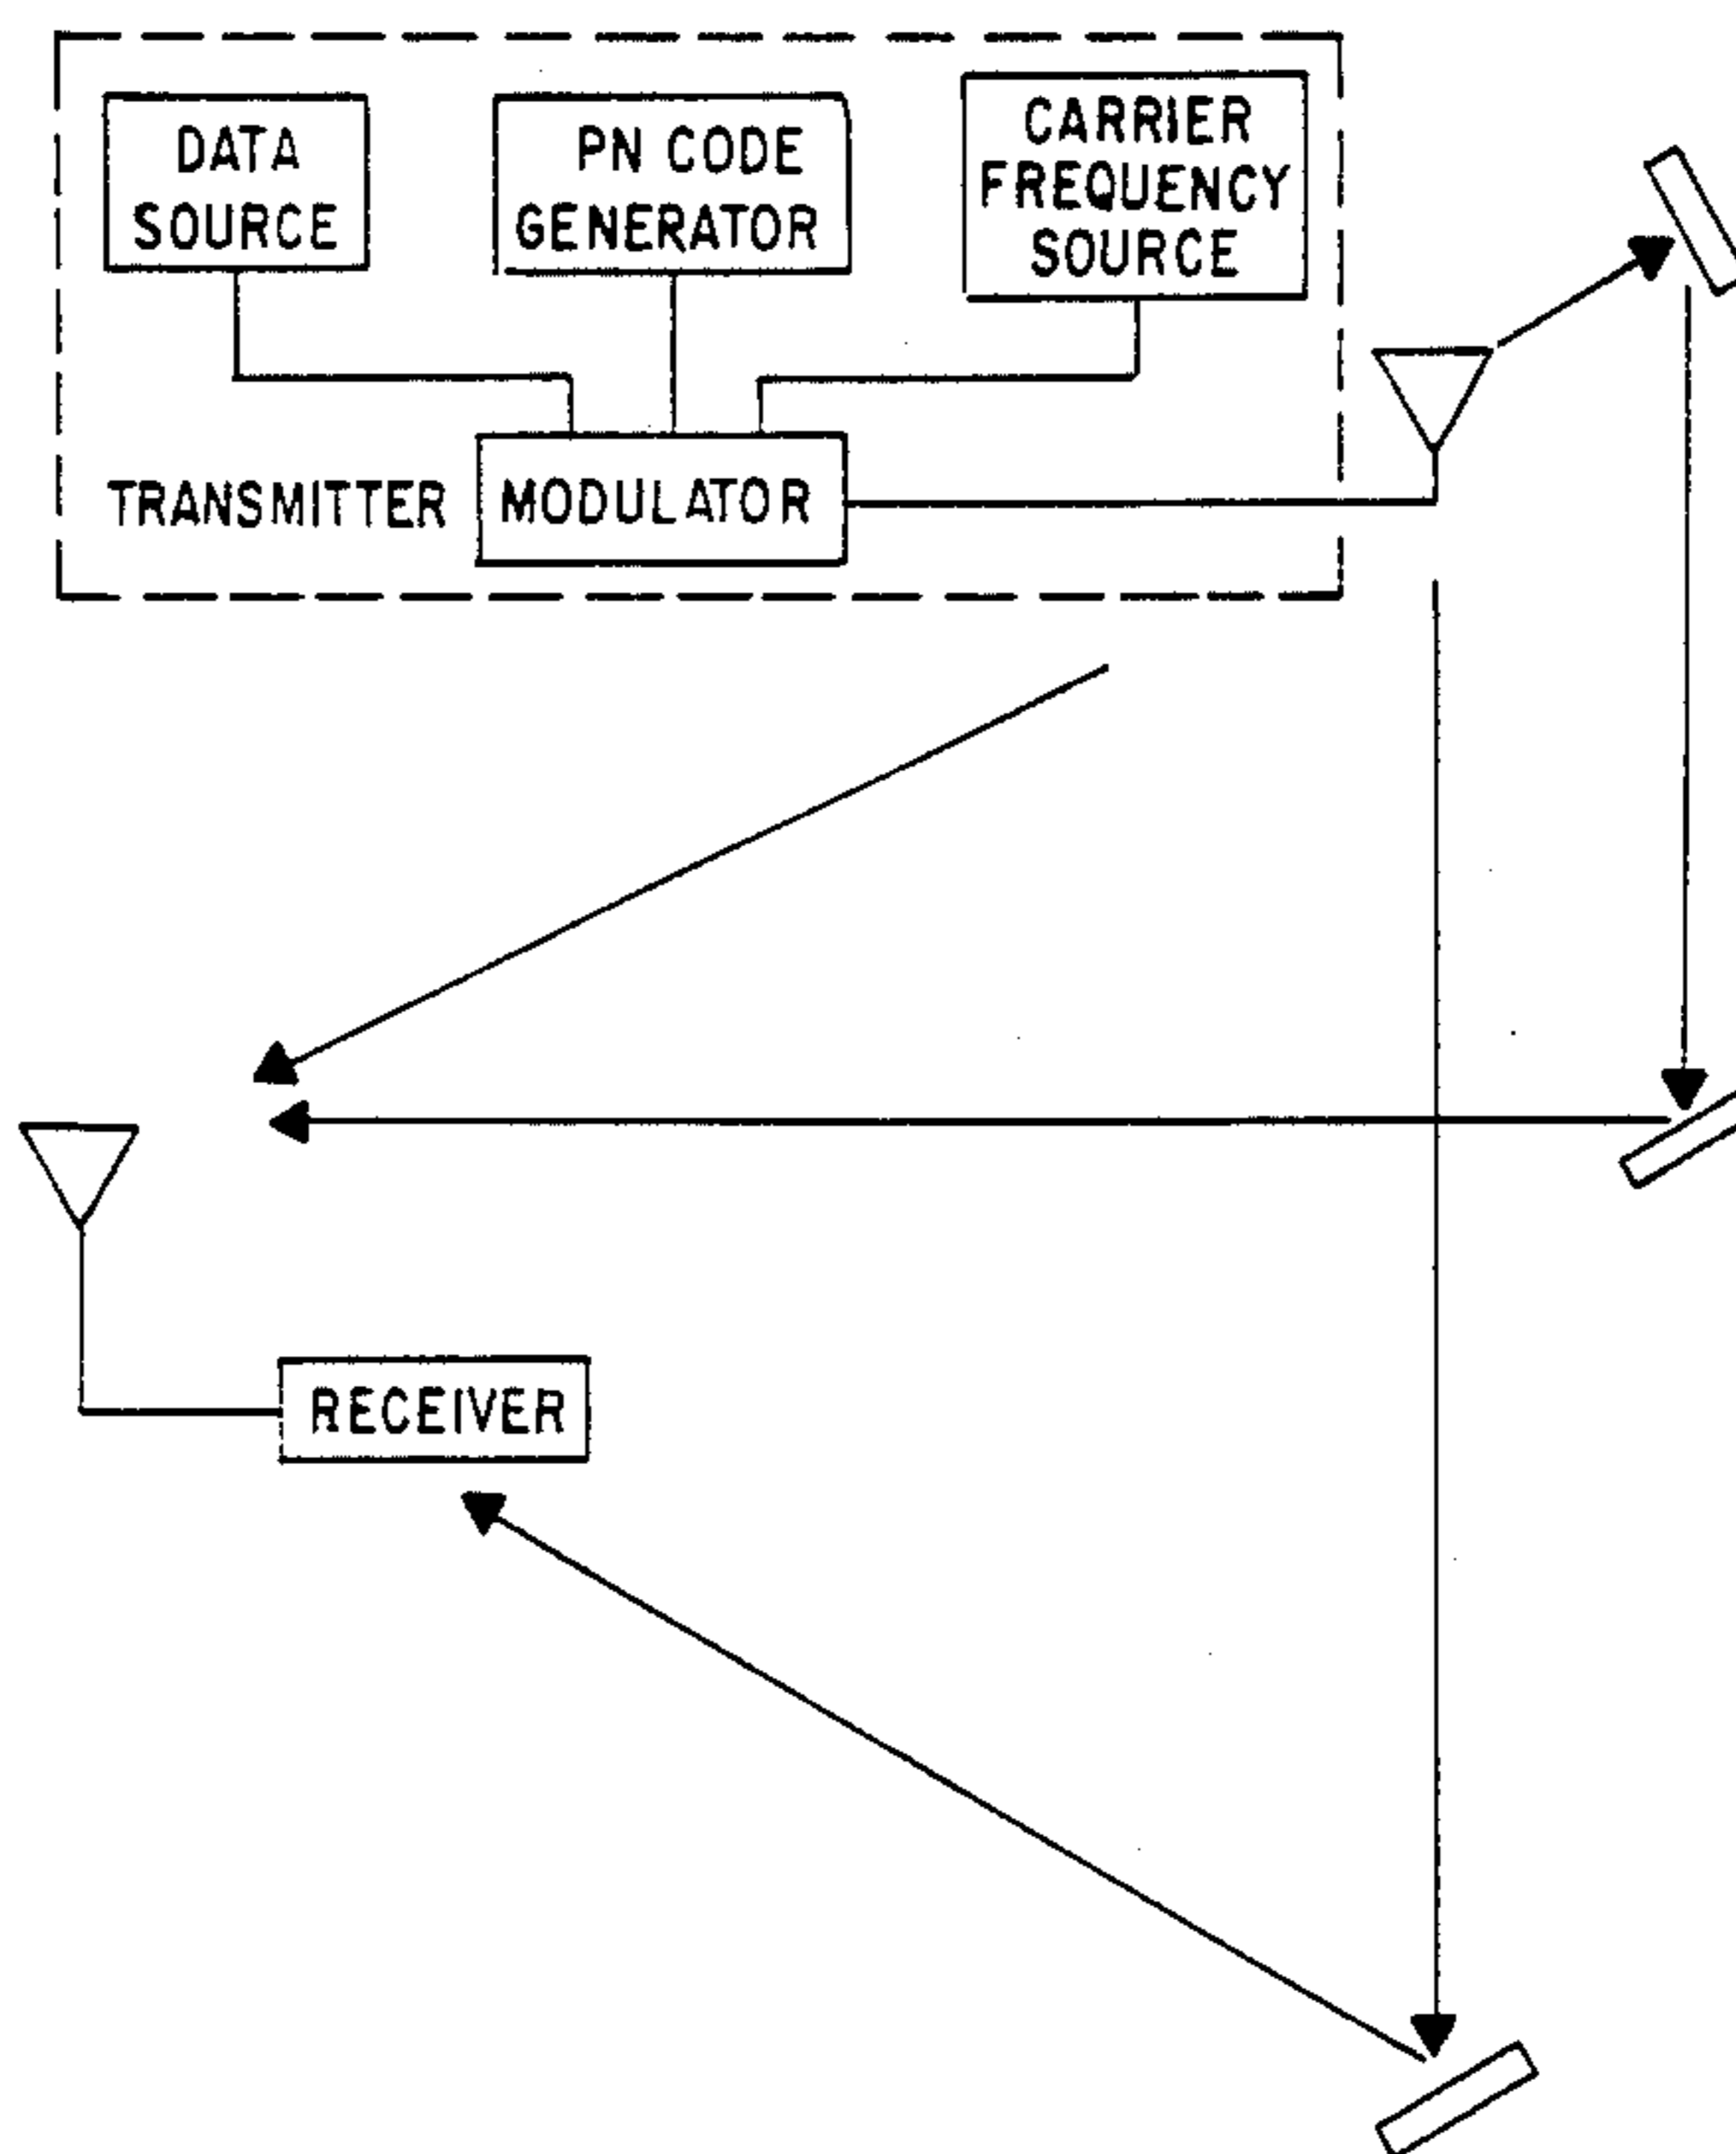 DATA
SOURCE
PN CODE
GENERATOR
CARRIER
FREQUENCY
SOURCE
TRANSMITTER
MODULATOR
RECEIVER